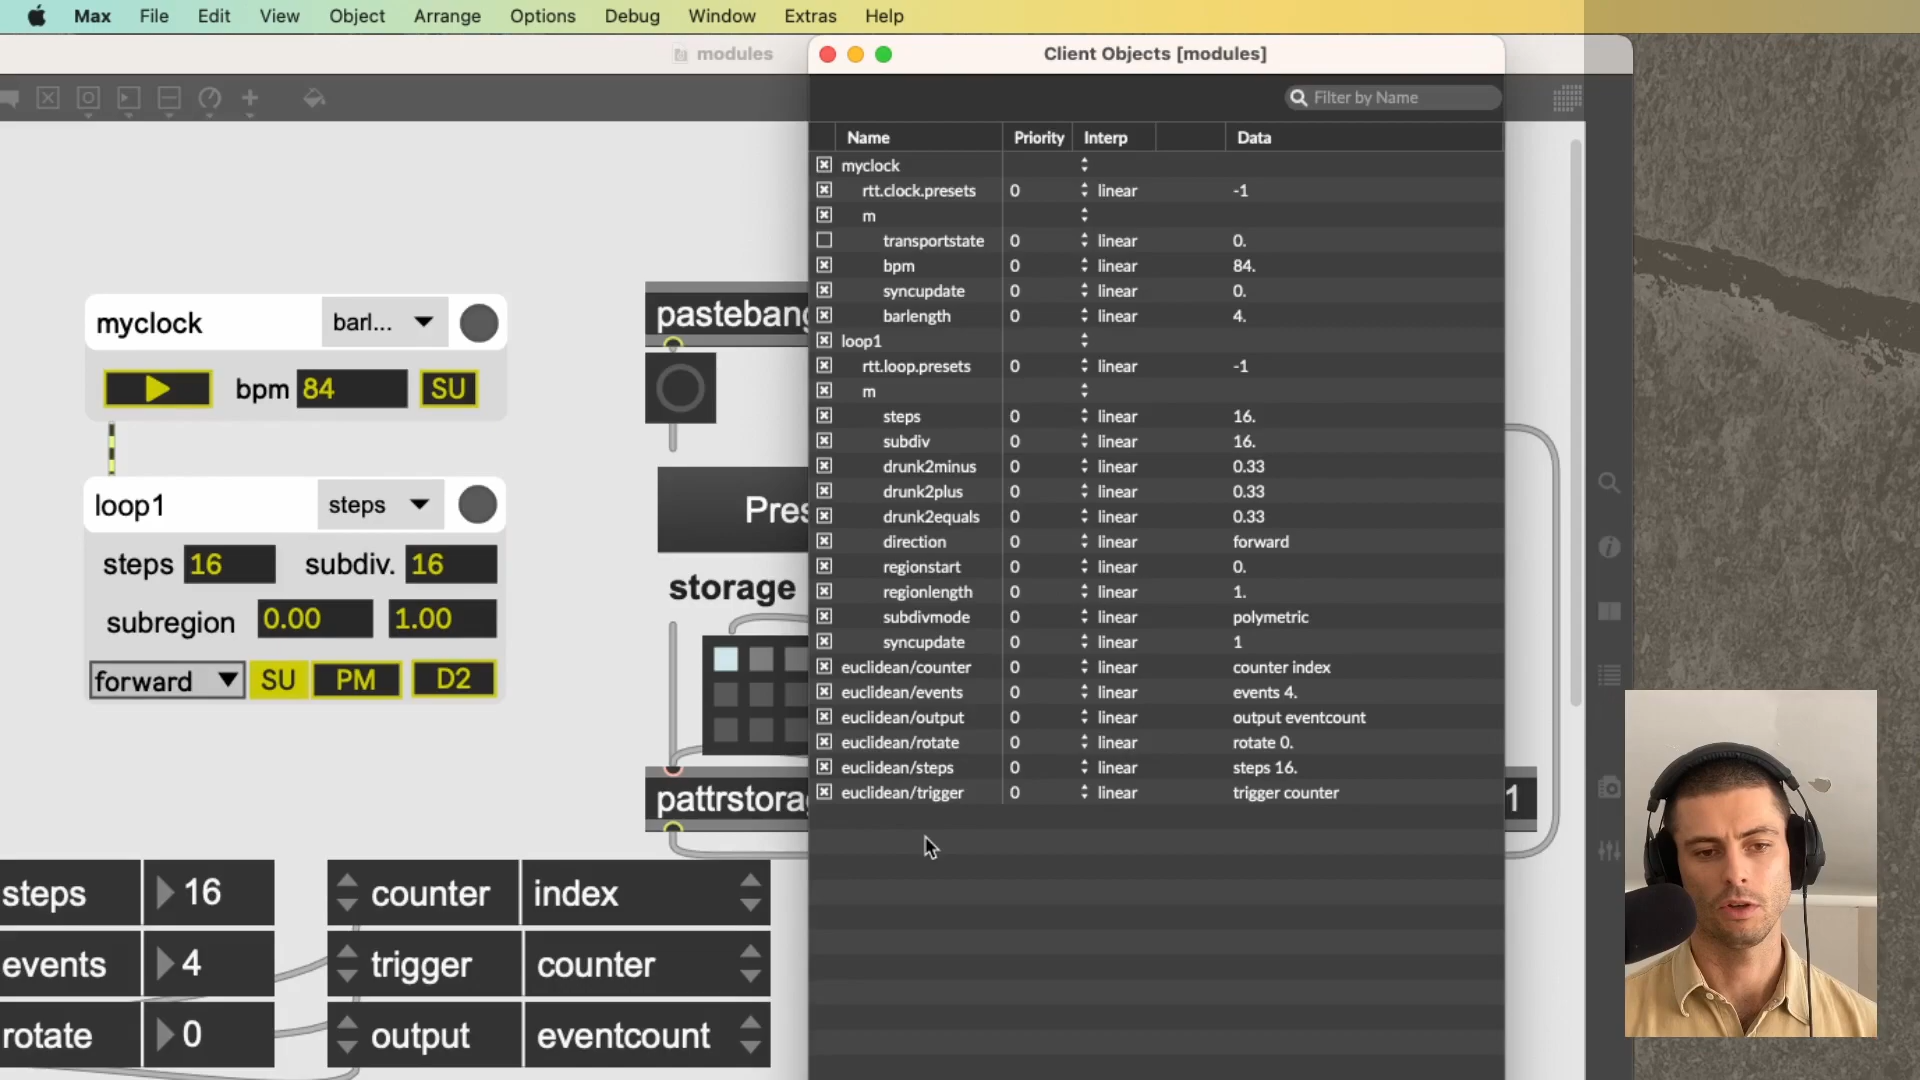 Max File Edit View Object Arrange Options Debug Window Extras Help
modules
Client Objects [modules]
Filter by Name
Name Priority Interp Data
myclock
rtt.clock.presets 0 linear -1
m
transportstate 0 linear 0.
bpm 0 linear 84.
syncupdate 0 linear 0.
barlength 0 linear 4.
loop1
rtt.loop.presets 0 linear -1
m
steps 0 linear 16.
subdiv 0 linear 16.
drunk2minus 0 linear 0.33
drunk2plus 0 linear 0.33
drunk2equals 0 linear 0.33
direction 0 linear forward
regionstart 0 linear 0.
regionlength 0 linear 1.
subdivmode 0 linear polymetric
syncupdate 0 linear 1
euclidean/counter 0 linear counter index
euclidean/events 0 linear events 4.
euclidean/output 0 linear output eventcount
euclidean/rotate 0 linear rotate 0.
euclidean/steps 0 linear steps 16.
euclidean/trigger 0 linear trigger counter
myclock barl...
bpm 84 SU
loop1 steps
steps 16 subdiv. 16
subregion 0.00 1.00
forward SU PM D2
pastebang
Pres
storage
pattrstorag 1
steps 16 counter index
events 4 trigger counter
rotate 0 output eventcount